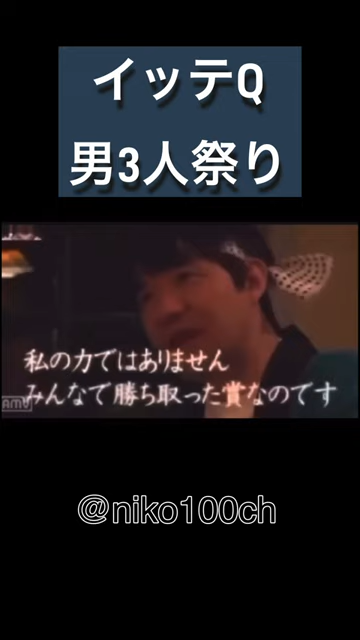 イッテQ
男3人祭り
私の力ではありません
みんなで勝ち取った賞なのです
AMV
@niko100ch